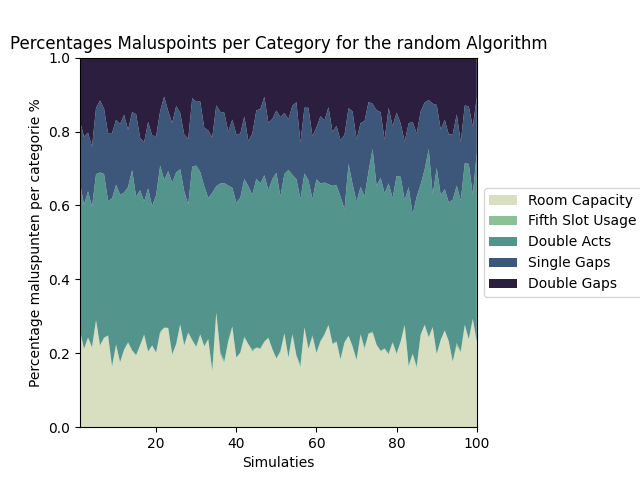 Percentages Maluspoints per Category for the random Algorithm
1.0
0.8
0.6
0.4
0.2
0.0
Percentage maluspunten per categorie %
20
40
60
80
100
Simulaties
Room Capacity
Fifth Slot Usage
Double Acts
Single Gaps
Double Gaps